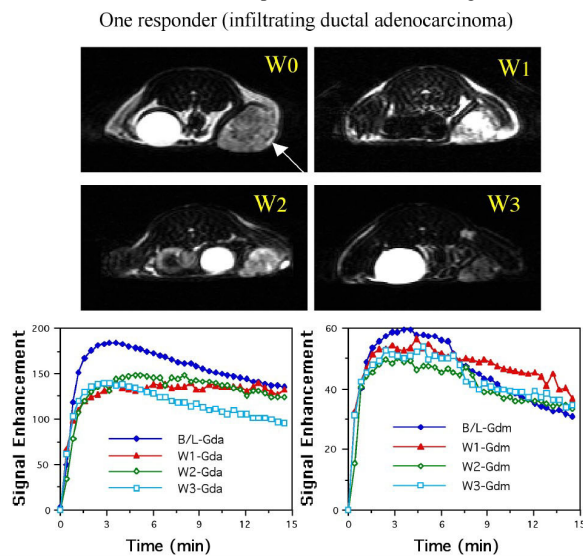 One responder (infiltrating ductal adenocarcinoma)
W0
W1
W2
W3
Signal Enhancement
200
150
100
50
0
B/L-Gda
W1-Gda
W2-Gda
W3-Gda
0 3 6 9 12 15
Time (min)
Signal Enhancement
60
40
20
0
B/L-Gdm
W1-Gdm
W2-Gdm
W3-Gdm
0 3 6 9 12 15
Time (min)